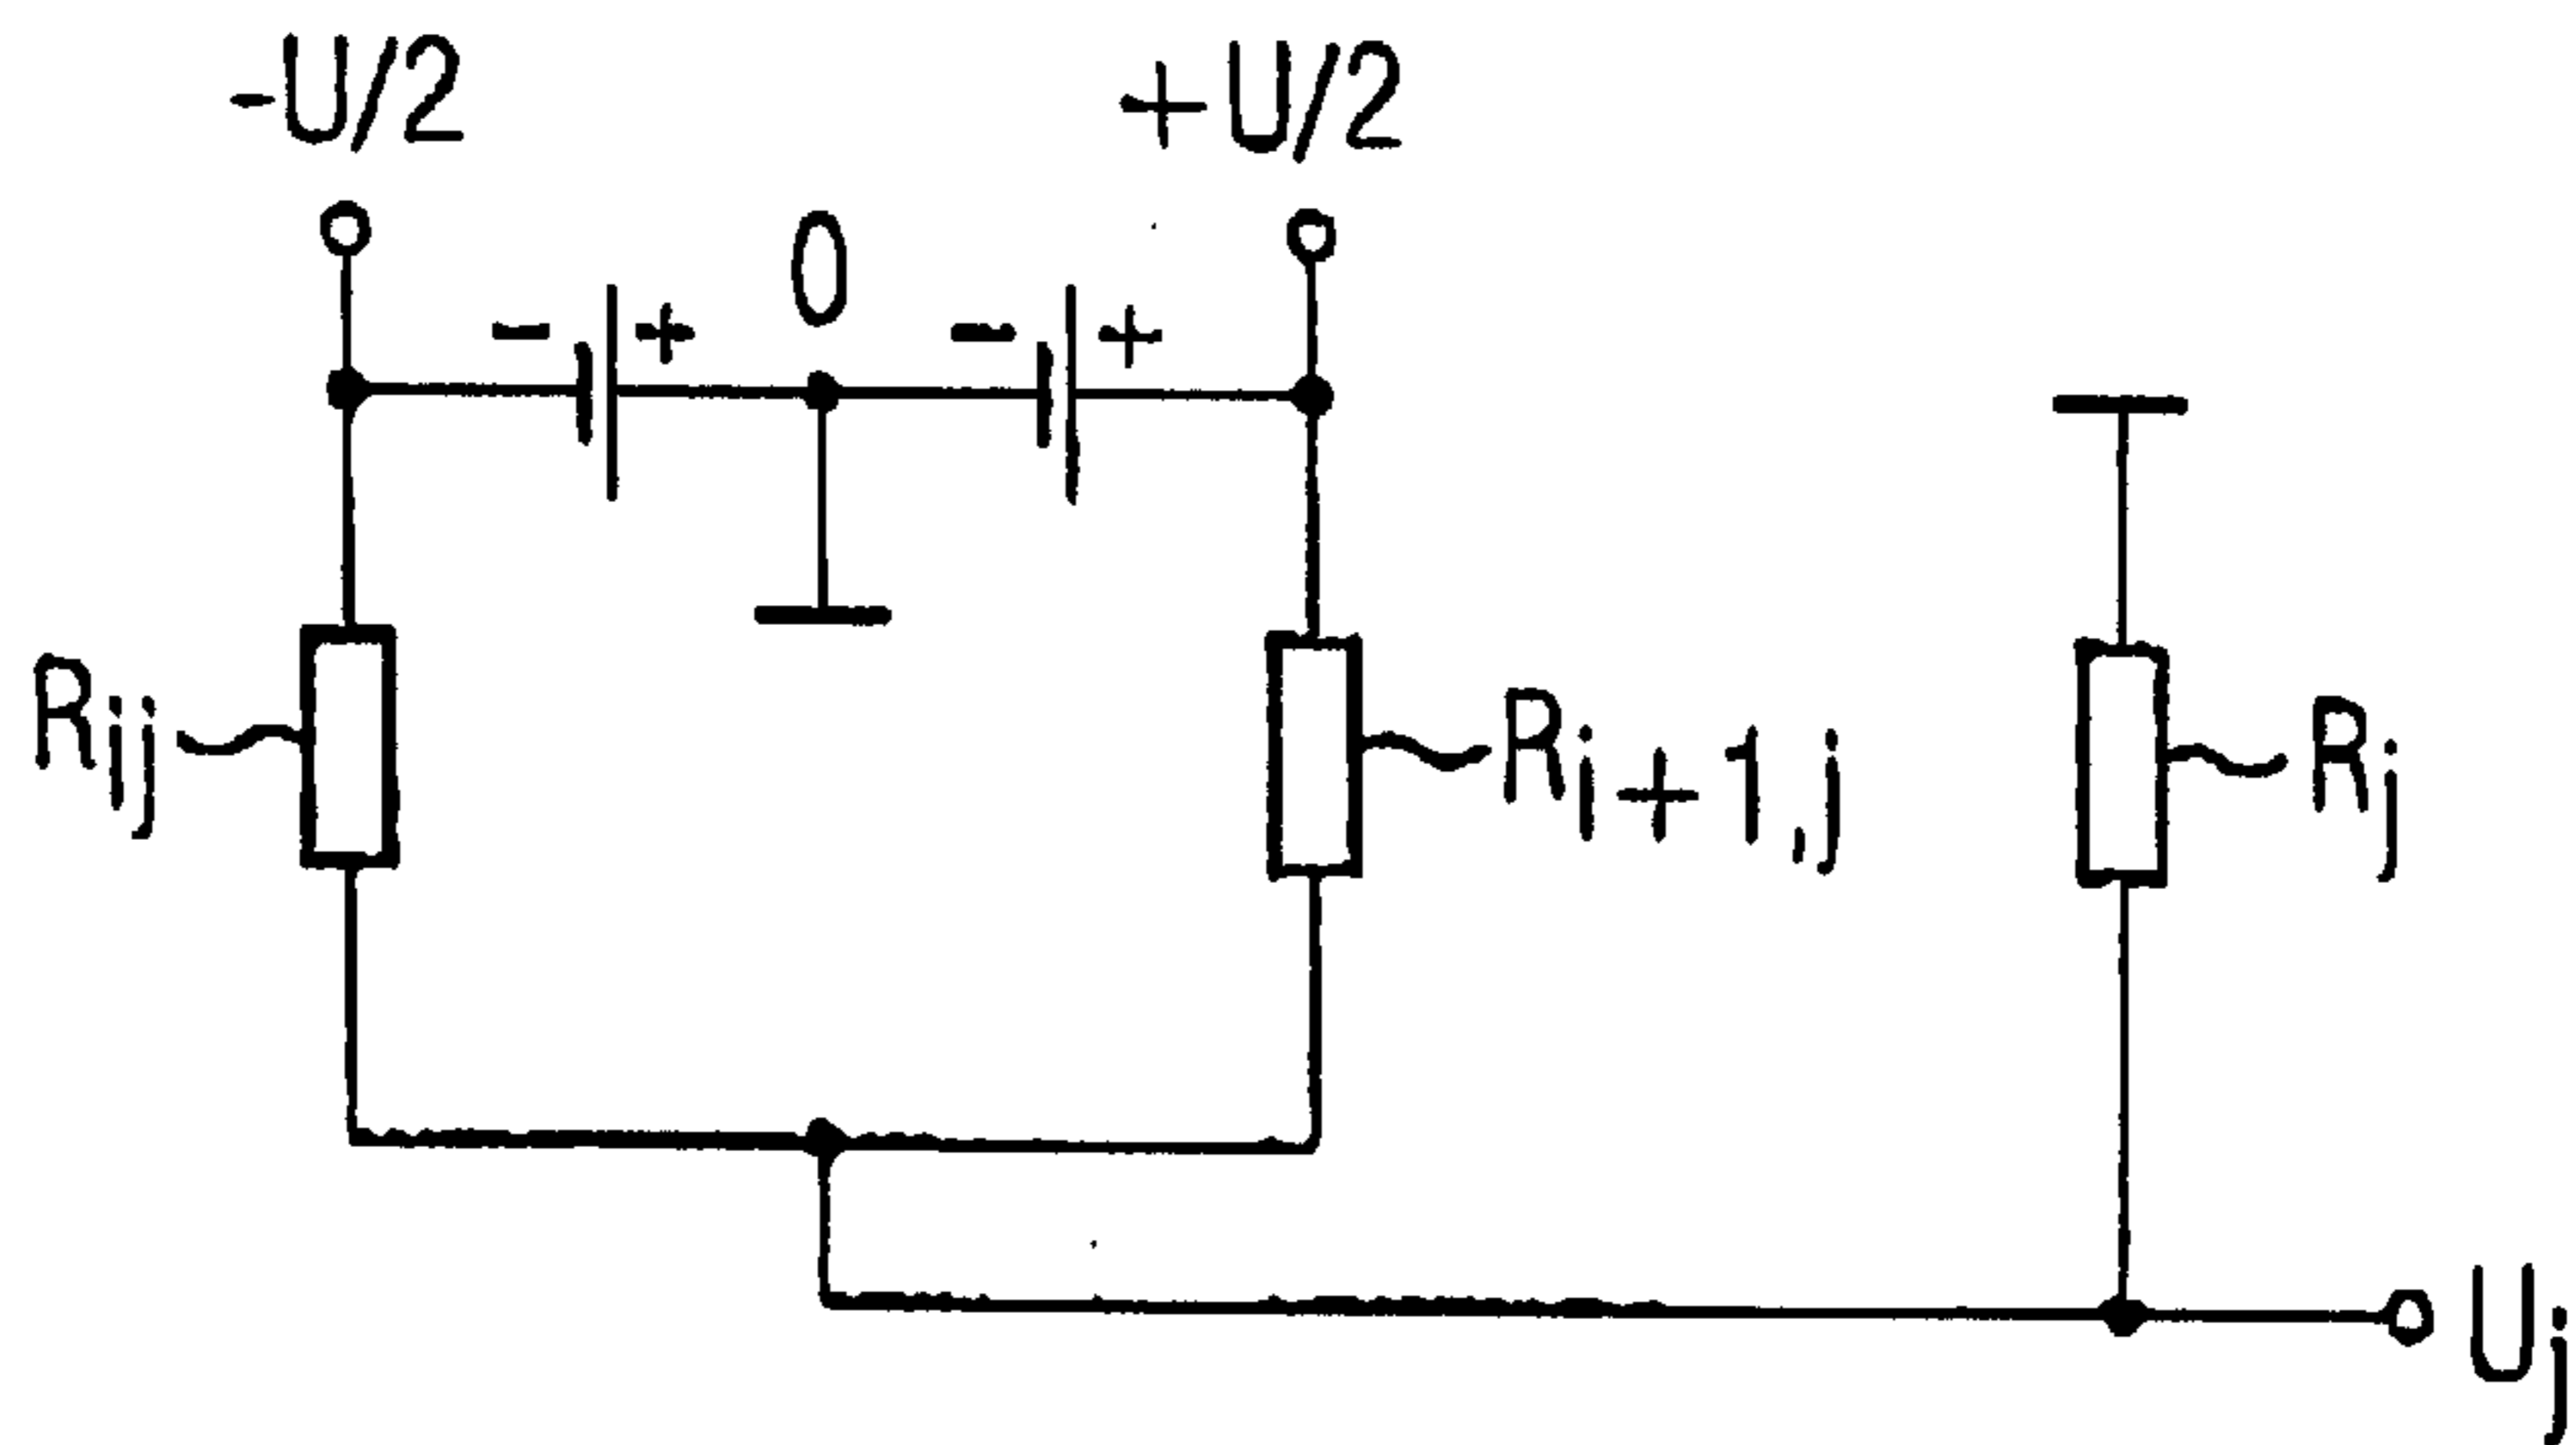 -U/2
+U/2
0
- +
- +
Rij
Ri+1,j
Rj
Uj